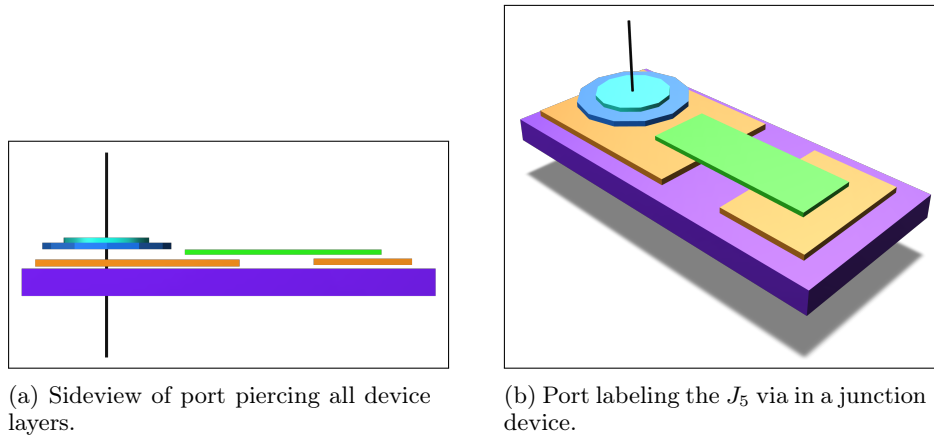 (a) Sideview of port piercing all device
layers.
(b) Port labeling the J₅ via in a junction
device.